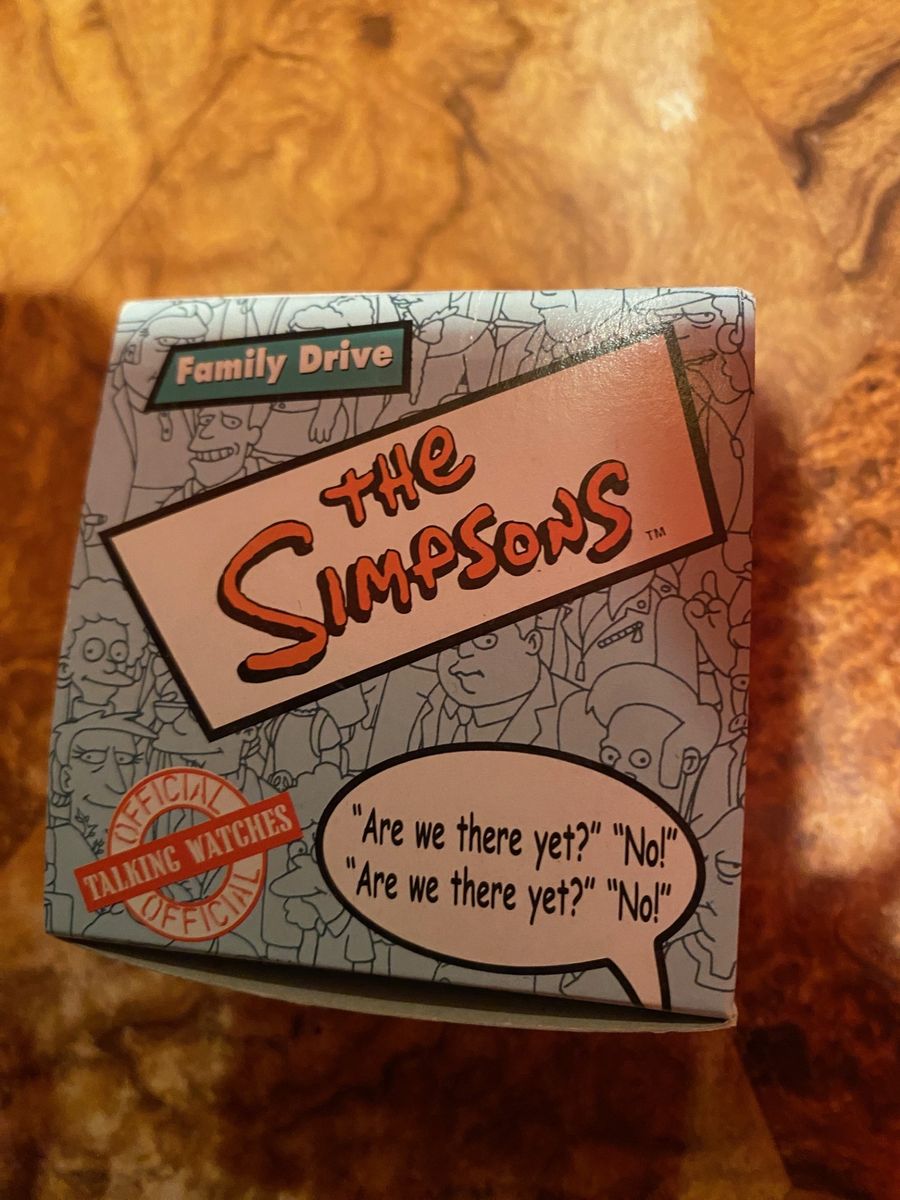 Family Drive
THE
SIMPSONS
TM
OFFICIAL
TALKING WATCHES
OFFICIAL
"Are we there yet?" "No!"
"Are we there yet?" "No!"